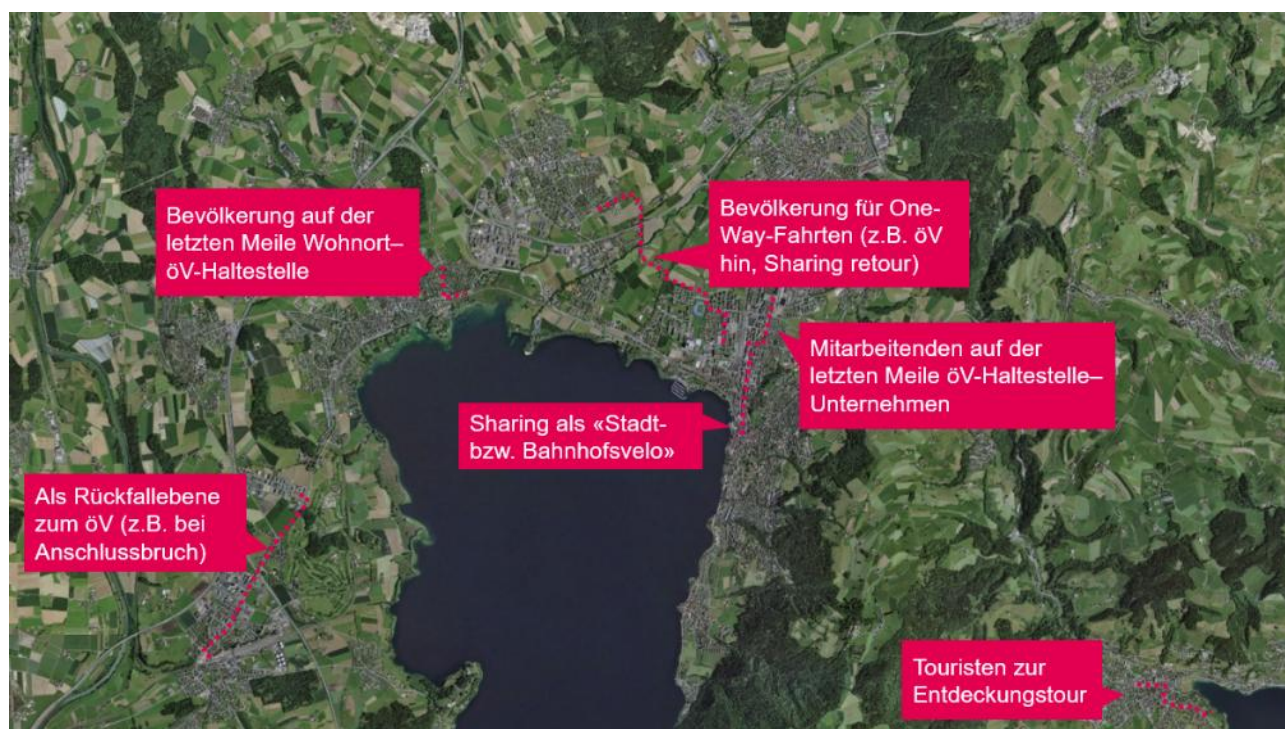 Bevölkerung auf der
letzten Meile Wohnort–
öV-Haltestelle
Bevölkerung für One-
Way-Fahrten (z.B. öV
hin, Sharing retour)
Mitarbeitenden auf der
letzten Meile öV-Haltestelle–
Unternehmen
Sharing als «Stadt-
bzw. Bahnhofsvelo»
Als Rückfallebene
zum öV (z.B. bei
Anschlussbruch)
Touristen zur
Entdeckungstour